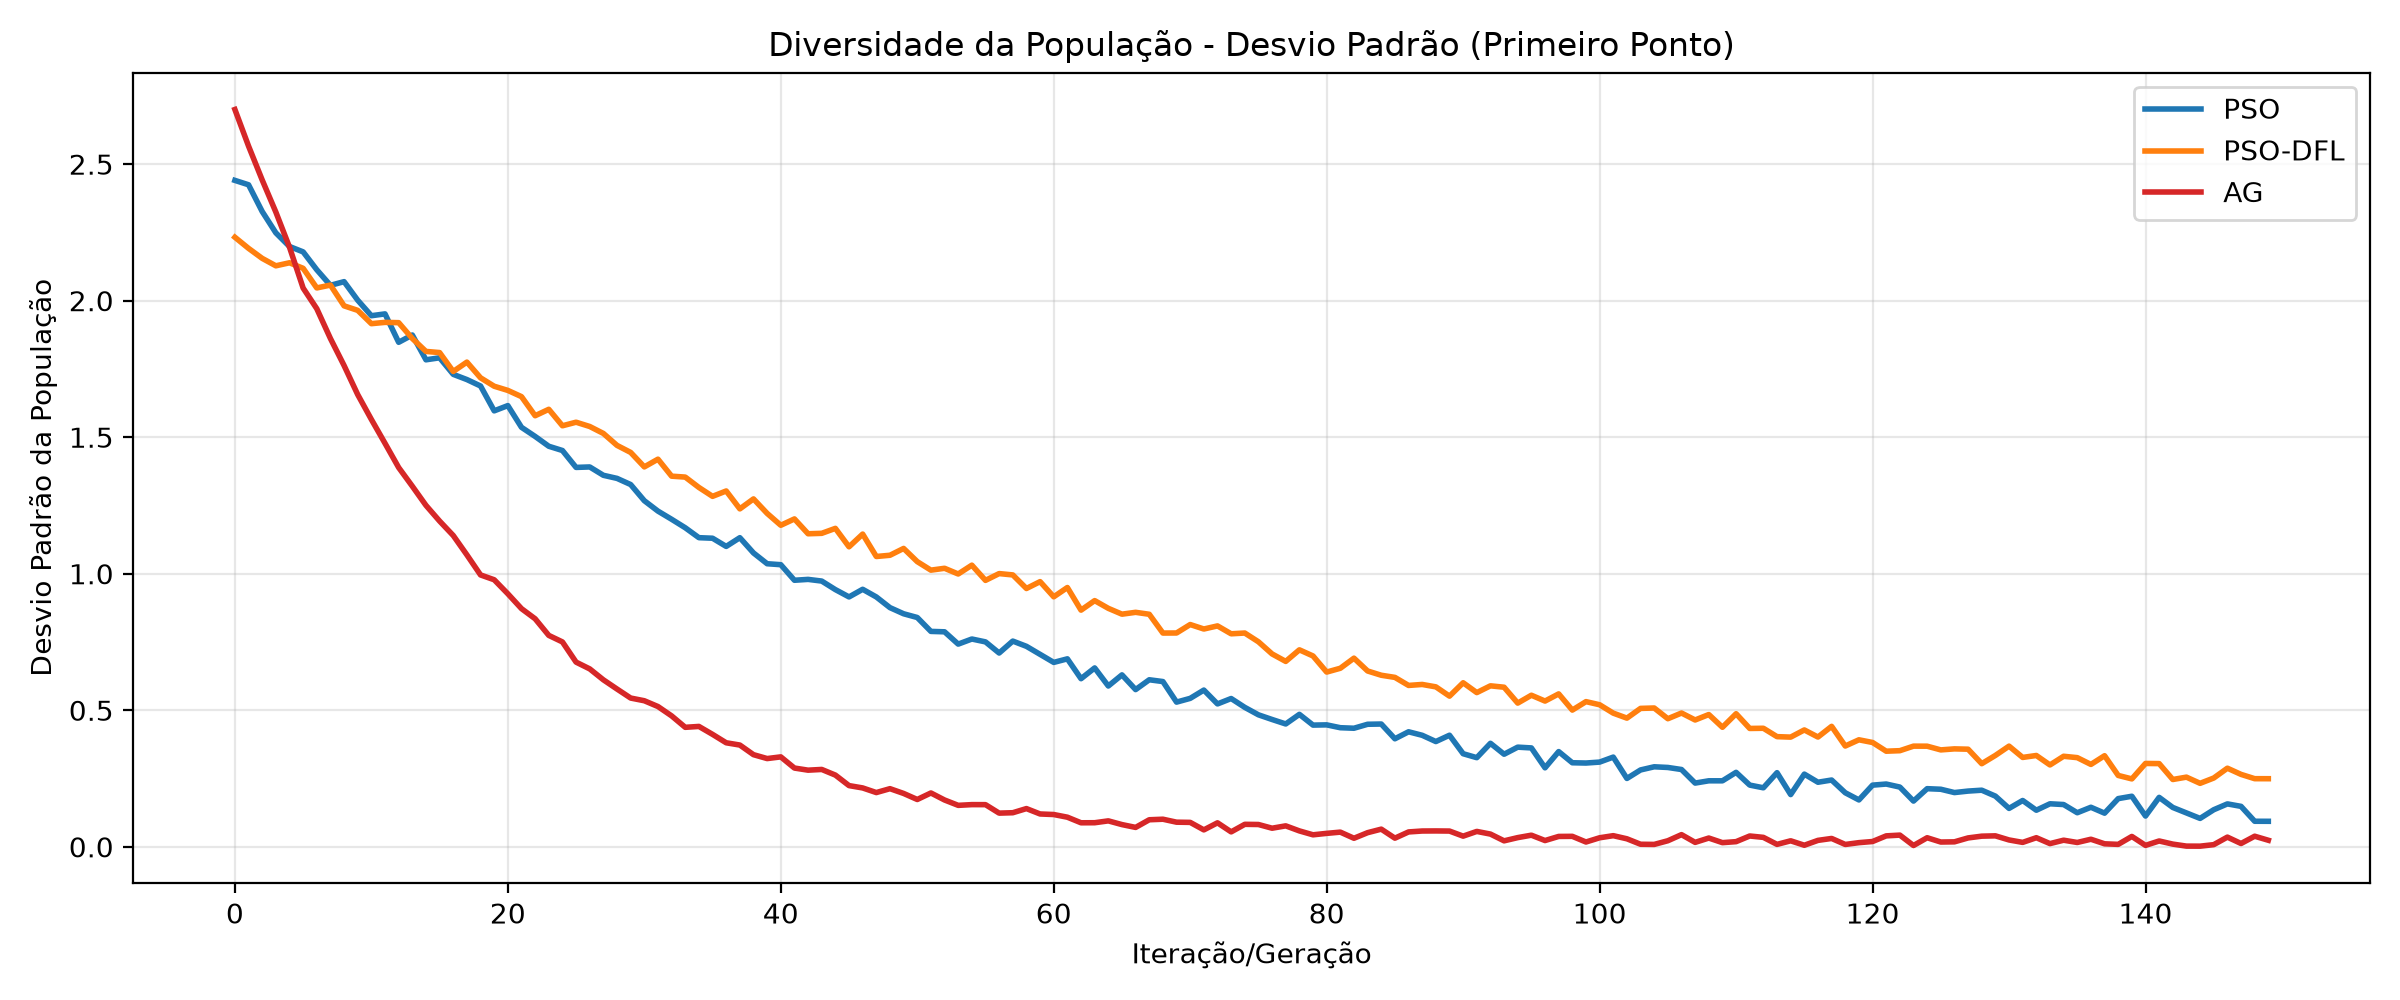 Diversidade da População - Desvio Padrão (Primeiro Ponto)
PSO
PSO-DFL
AG
Desvio Padrão da População
2.5
2.0
1.5
1.0
0.5
0.0
0 20 40 60 80 100 120 140
Iteração/Geração